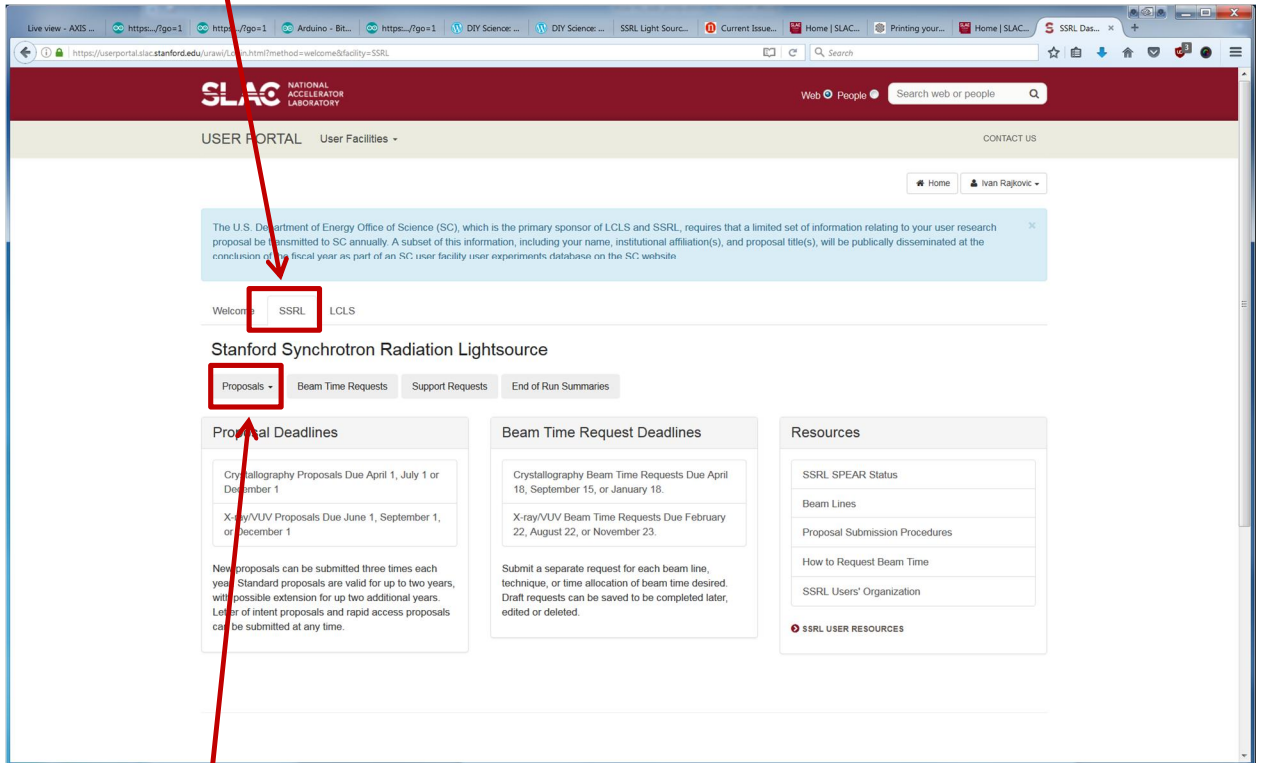 Live view - AXIS ...
https:.../?go=1
https:.../?go=1
Arduino - Bit...
https:.../?go=1
DIY Science: ...
DIY Science: ...
SSRL Light Sourc...
Current Issue...
Home | SLAC...
Printing your...
Home | SLAC...
SSRL Das...
https://userportal.slac.stanford.edu/urawi/Login.html?method=welcome&facility=SSRL
Search
3
SLAC NATIONAL
ACCELERATOR
LABORATORY
Web People Search web or people
USER PORTAL User Facilities
CONTACT US
Home Ivan Rajkovic
The U.S. Department of Energy Office of Science (SC), which is the primary sponsor of LCLS and SSRL, requires that a limited set of information relating to your user research
proposal be transmitted to SC annually. A subset of this information, including your name, institutional affiliation(s), and proposal title(s), will be publically disseminated at the
conclusion of the fiscal year as part of an SC user facility user experiments database on the SC website
Welcome SSRL LCLS
Stanford Synchrotron Radiation Lightsource
Proposals Beam Time Requests Support Requests End of Run Summaries
Proposal Deadlines
Crystallography Proposals Due April 1, July 1 or
December 1
X-ray/VUV Proposals Due June 1, September 1,
or December 1
New proposals can be submitted three times each
year. Standard proposals are valid for up to two years,
with possible extension for up two additional years.
Letter of intent proposals and rapid access proposals
can be submitted at any time.
Beam Time Request Deadlines
Crystallography Beam Time Requests Due April
18, September 15, or January 18.
X-ray/VUV Beam Time Requests Due February
22, August 22, or November 23.
Submit a separate request for each beam line,
technique, or time allocation of beam time desired.
Draft requests can be saved to be completed later,
edited or deleted.
Resources
SSRL SPEAR Status
Beam Lines
Proposal Submission Procedures
How to Request Beam Time
SSRL Users' Organization
SSRL USER RESOURCES